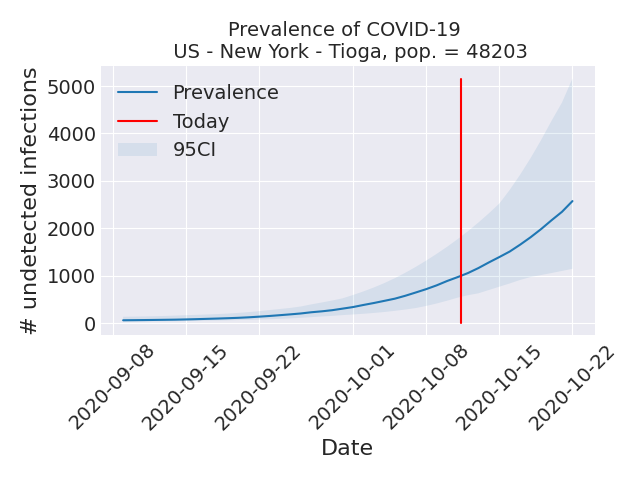 Prevalence of COVID-19
US - New York - Tioga, pop. = 48203
# undetected infections
5000
4000
3000
2000
1000
0
Prevalence
Today
95CI
2020-09-08
2020-09-15
2020-09-22
2020-10-01
2020-10-08
2020-10-15
2020-10-22
Date